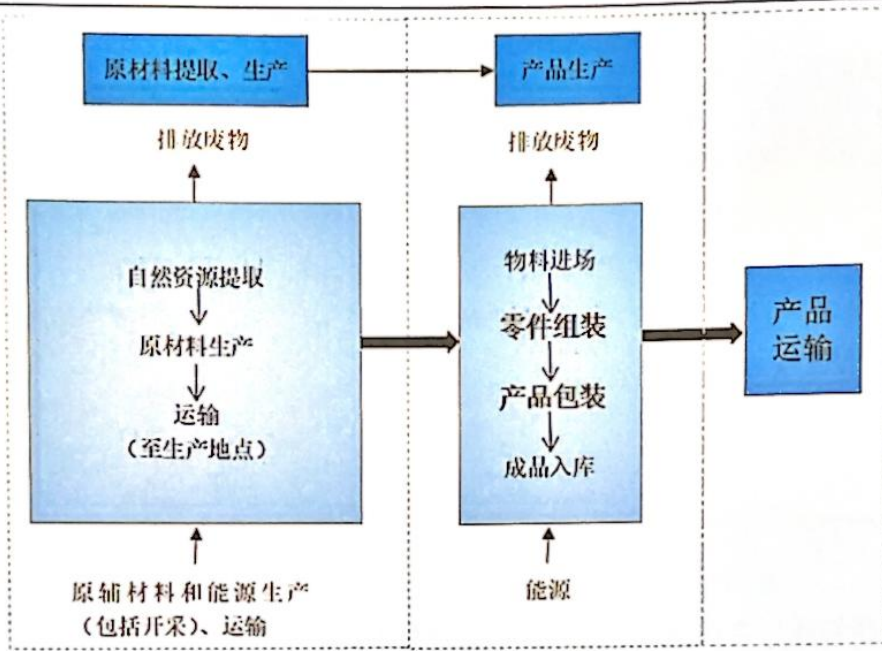 原材料提取、生产
产品生产
排放废物
排放废物
自然资源提取
原材料生产
运输
（至生产地点）
物料进场
零件组装
产品包装
成品入库
产品
运输
原辅材料和能源生产
（包括开采）、运输
能源